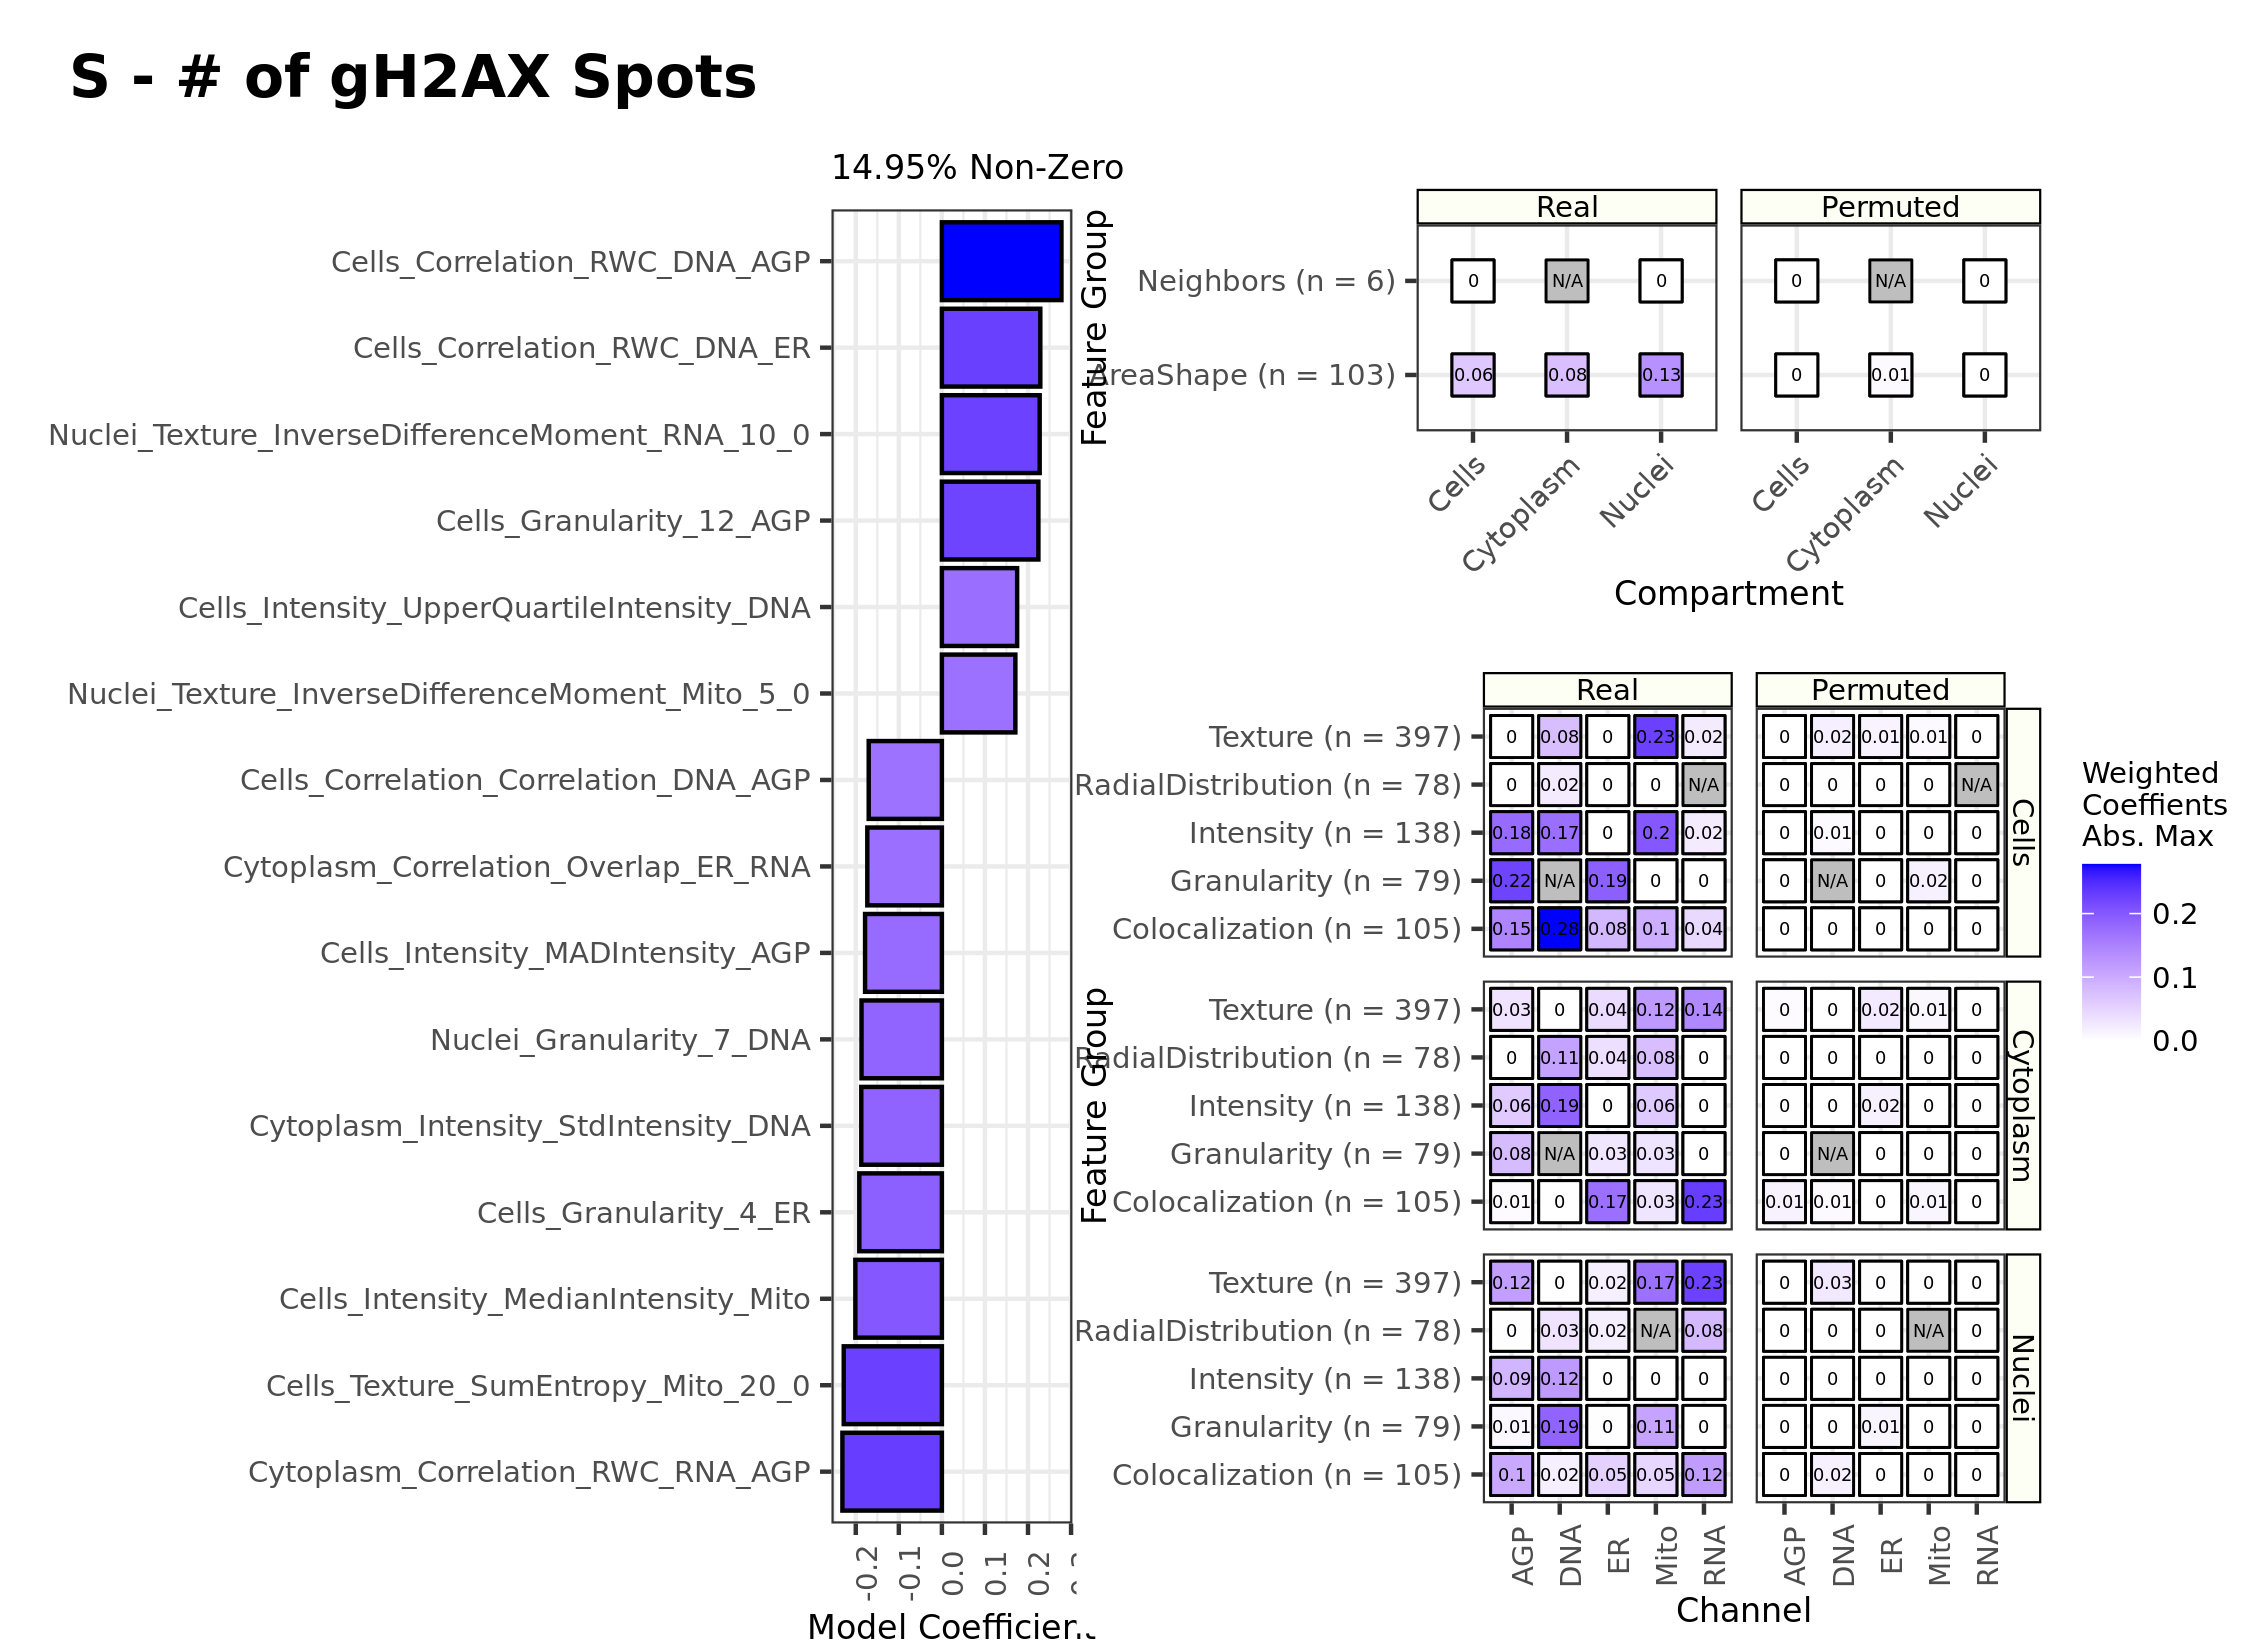 S - # of gH2AX Spots
14.95% Non-Zero
Cells_Correlation_RWC_DNA_AGP
Cells_Correlation_RWC_DNA_ER
Nuclei_Texture_InverseDifferenceMoment_RNA_10_0
Cells_Granularity_12_AGP
Cells_Intensity_UpperQuartileIntensity_DNA
Nuclei_Texture_InverseDifferenceMoment_Mito_5_0
Cells_Correlation_Correlation_DNA_AGP
Cytoplasm_Correlation_Overlap_ER_RNA
Cells_Intensity_MADIntensity_AGP
Nuclei_Granularity_7_DNA
Cytoplasm_Intensity_StdIntensity_DNA
Cells_Granularity_4_ER
Cells_Intensity_MedianIntensity_Mito
Cells_Texture_SumEntropy_Mito_20_0
Cytoplasm_Correlation_RWC_RNA_AGP
-0.2 -0.1 0.0 0.1 0.2
Model
Feature Group
Real Permuted
Neighbors (n = 6) 0 N/A 0 0 N/A 0
AreaShape (n = 103) 0.06 0.08 0.13 0 0.01 0
Cells Cytoplasm Nuclei Cells Cytoplasm Nuclei
Compartment
Feature Group
Real Permuted
Texture (n = 397) 0 0.08 0 0.23 0.02 0 0.02 0.01 0.01 0
RadialDistribution (n = 78) 0 0.02 0 0 N/A 0 0 0 0 N/A
Intensity (n = 138) 0.18 0.17 0 0.2 0.02 0 0.01 0 0 0
Granularity (n = 79) 0.22 N/A 0.19 0 0 0 N/A 0 0.02 0
Colocalization (n = 105) 0.15 0.28 0.08 0.1 0.04 0 0 0 0 0
Cells
Texture (n = 397) 0.03 0 0.04 0.12 0.14 0 0 0.02 0.01 0
RadialDistribution (n = 78) 0 0.11 0.04 0.08 0 0 0 0 0 0
Intensity (n = 138) 0.06 0.19 0 0.06 0 0 0 0.02 0 0
Granularity (n = 79) 0.08 N/A 0.03 0.03 0 0 N/A 0 0 0
Colocalization (n = 105) 0.01 0 0.17 0.03 0.23 0.01 0.01 0 0.01 0
Cytoplasm
Texture (n = 397) 0.12 0 0.02 0.17 0.23 0 0.03 0 0 0
RadialDistribution (n = 78) 0 0.03 0.02 N/A 0.08 0 0 0 N/A 0
Intensity (n = 138) 0.09 0.12 0 0 0 0 0 0 0 0
Granularity (n = 79) 0.01 0.19 0 0.11 0 0 0 0.01 0 0
Colocalization (n = 105) 0.1 0.02 0.05 0.05 0.12 0 0.02 0 0 0
Nuclei
AGP DNA ER Mito RNA AGP DNA ER Mito RNA
Channel
Weighted
Coeffients
Abs. Max
0.2
0.1
0.0